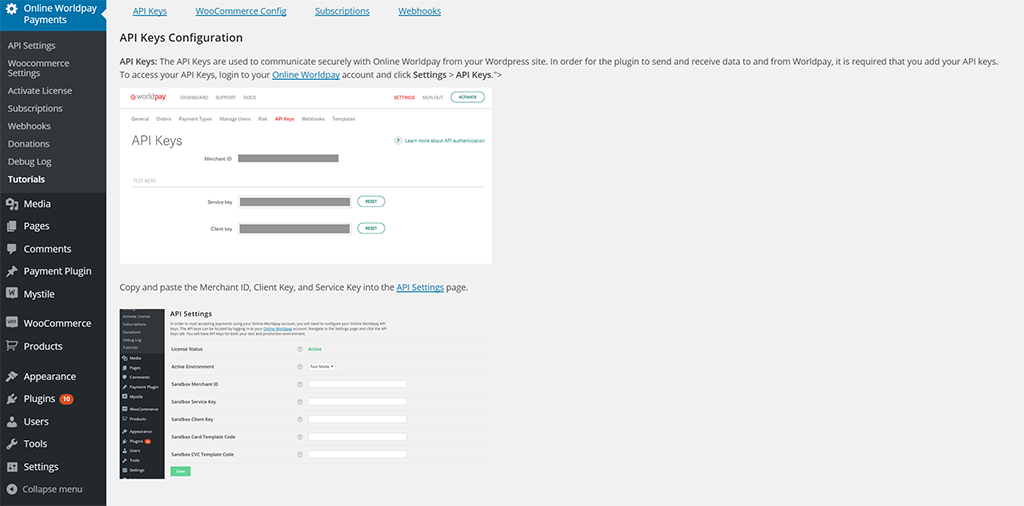 Online Worldpay
Payments
API Settings
Woocommerce
Settings
Activate License
Subscriptions
Webhooks
Donations
Debug Log
Tutorials
Media
Pages
Comments
Payment Plugin
Mystile
WooCommerce
Products
Appearance
Plugins 10
Users
Tools
Settings
Collapse menu
API Keys WooCommerce Config Subscriptions Webhooks
API Keys Configuration
API Keys: The API Keys are used to communicate securely with Online Worldpay from your Wordpress site. In order for the plugin to send and receive data to and from Worldpay, it is required that you add your API keys.
To access your API Keys, login to your Online Worldpay account and click Settings > API Keys.">
worldpay DASHBOARD SUPPORT DOCS SETTINGS SIGN OUT ACTIVATE
General Orders Payment Types Manage Users Risk API Keys Webhooks Templates
API Keys ? Learn more about API authentication
Merchant ID
TEST KEYS
Service key RESET
Client key RESET
Copy and paste the Merchant ID, Client Key, and Service Key into the API Settings page.
Activate License
Subscriptions
Donations
Debug Log
Tutorials
Media
Pages
Comments
Payment Plugin
Mystile
WooCommerce
Products
Appearance
Plugins 10
Users
Tools
Settings
API Settings
In order to start accepting payments using your Online Worldpay account, you will need to configure your Online Worldpay API
Keys. The API keys can be located by logging in to your Online Worldpay account. Navigate to the Settings page and click the API
Keys tab. You will have API keys for both your test and production environment.
License Status ? Active
Active Environment ? Test Mode
Sandbox Merchant ID ?
Sandbox Service Key ?
Sandbox Client Key ?
Sandbox Card Template Code ?
Sandbox CVC Template Code ?
Save